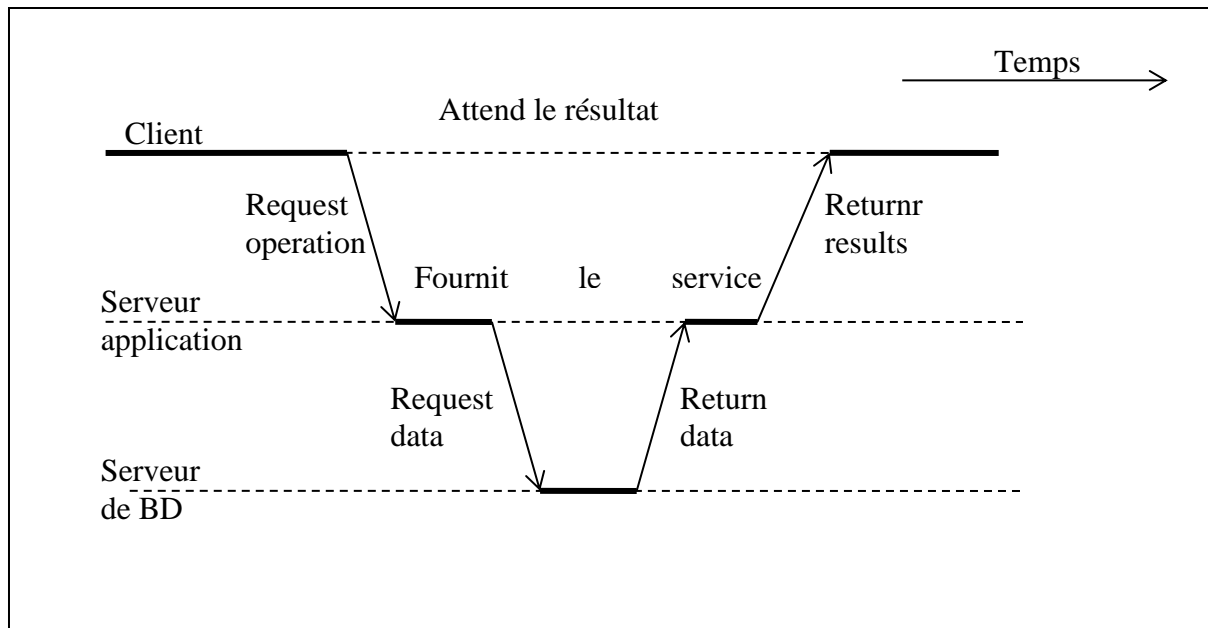 Temps
Attend le résultat
Client
Request
operation
Returnr
results
Fournit le service
Serveur
application
Request
data
Return
data
Serveur
de BD